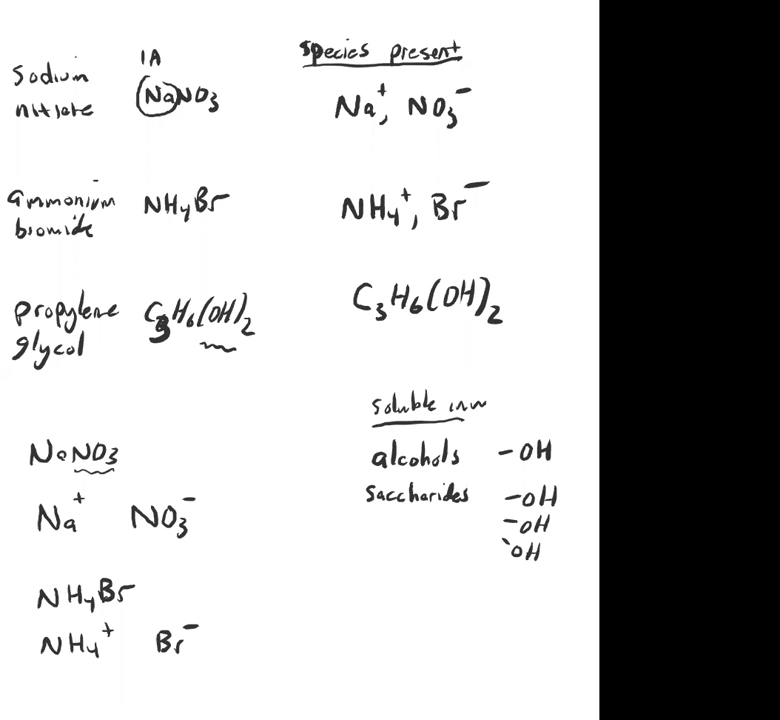 species present
1A
sodium nitrate NaNO3 Na+, NO3-
ammonium bromide NH4Br NH4+, Br-
propylene glycol C3H6(OH)2 C3H6(OH)2
NaNO3
Na+ NO3-
NH4Br
NH4+ Br-
soluble in w
alcohols -OH
saccharides -OH
-OH
-OH